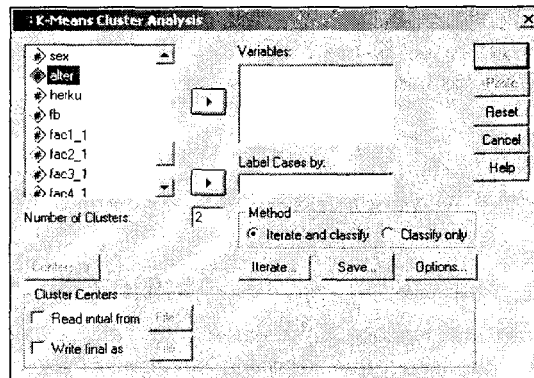 K-Means Cluster Analysis
sex
alter
herku
fb
fac1_1
fac2_1
fac3_1
fac4_1
Variables:
Label Cases by:
Number of Clusters:
2
Method
Iterate and classify
Classify only
Iterate...
Save...
Options...
Cluster Centers
Read initial from
File
Write final as
File
Paste
Reset
Cancel
Help